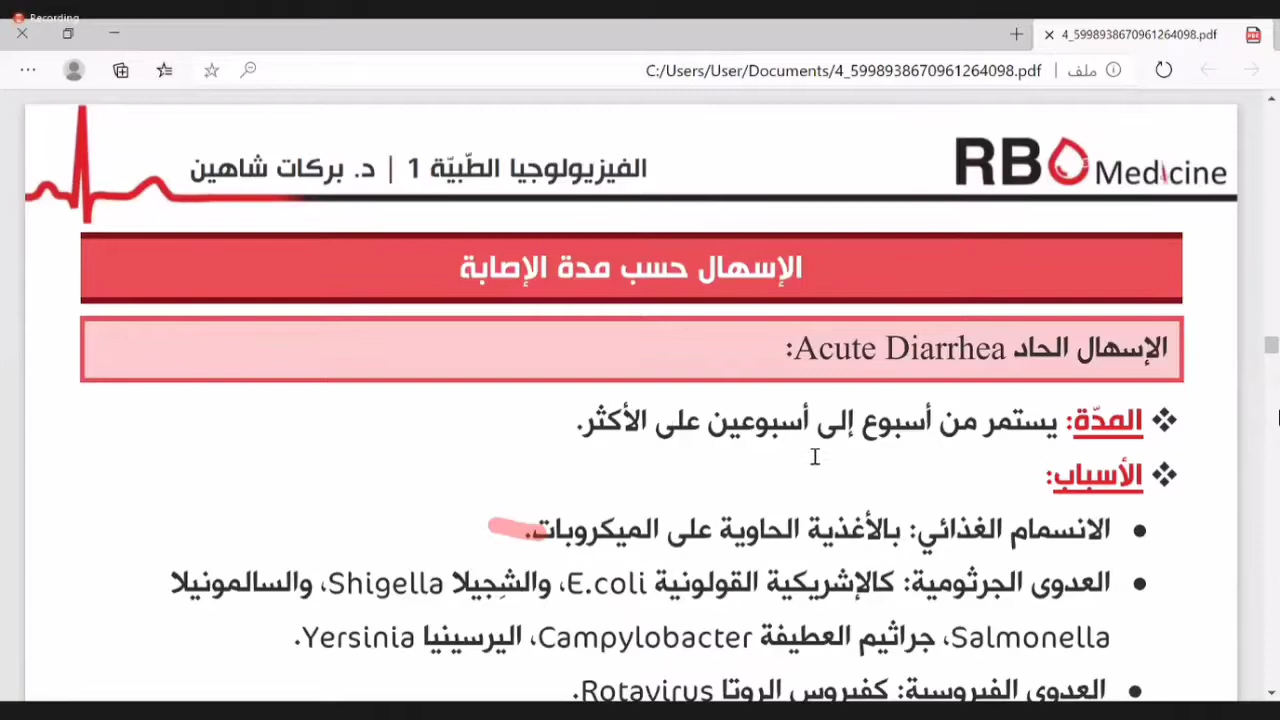 Recording
4_5998938670961264098.pdf
C:/Users/User/Documents/4_5998938670961264098.pdf | ملف
الفيزيولوجيا الطّبيّة 1 | د. بركات شاهين
RBO Medicine
الإسهال حسب مدة الإصابة
الإسهال الحاد Acute Diarrhea:
❖ المدّة: يستمر من أسبوع إلى أسبوعين على الأكثر.
❖ الأسباب:
• الانسمام الغذائي: بالأغذية الحاوية على الميكروبات.
• العدوى الجرثومية: كالإشريكية القولونية E.coli، والشِجيلا Shigella، والسالمونيلا
Salmonella، جراثيم العطيفة Campylobacter، اليرسينيا Yersinia.
• العدوى الفيروسية: كفيروس الروتا Rotavirus.